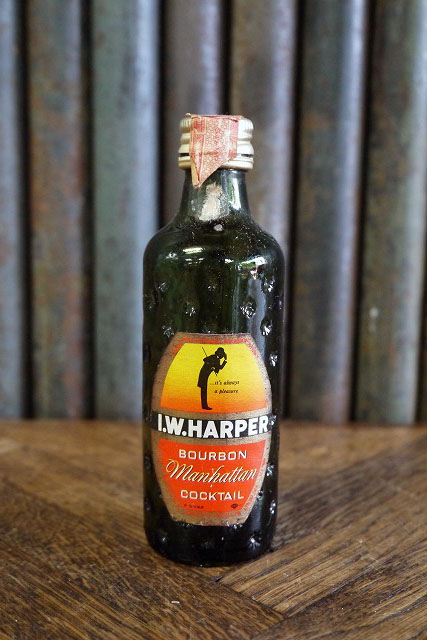 ...it's always
a pleasure
I.W.HARPER
BOURBON
Manhattan
COCKTAIL